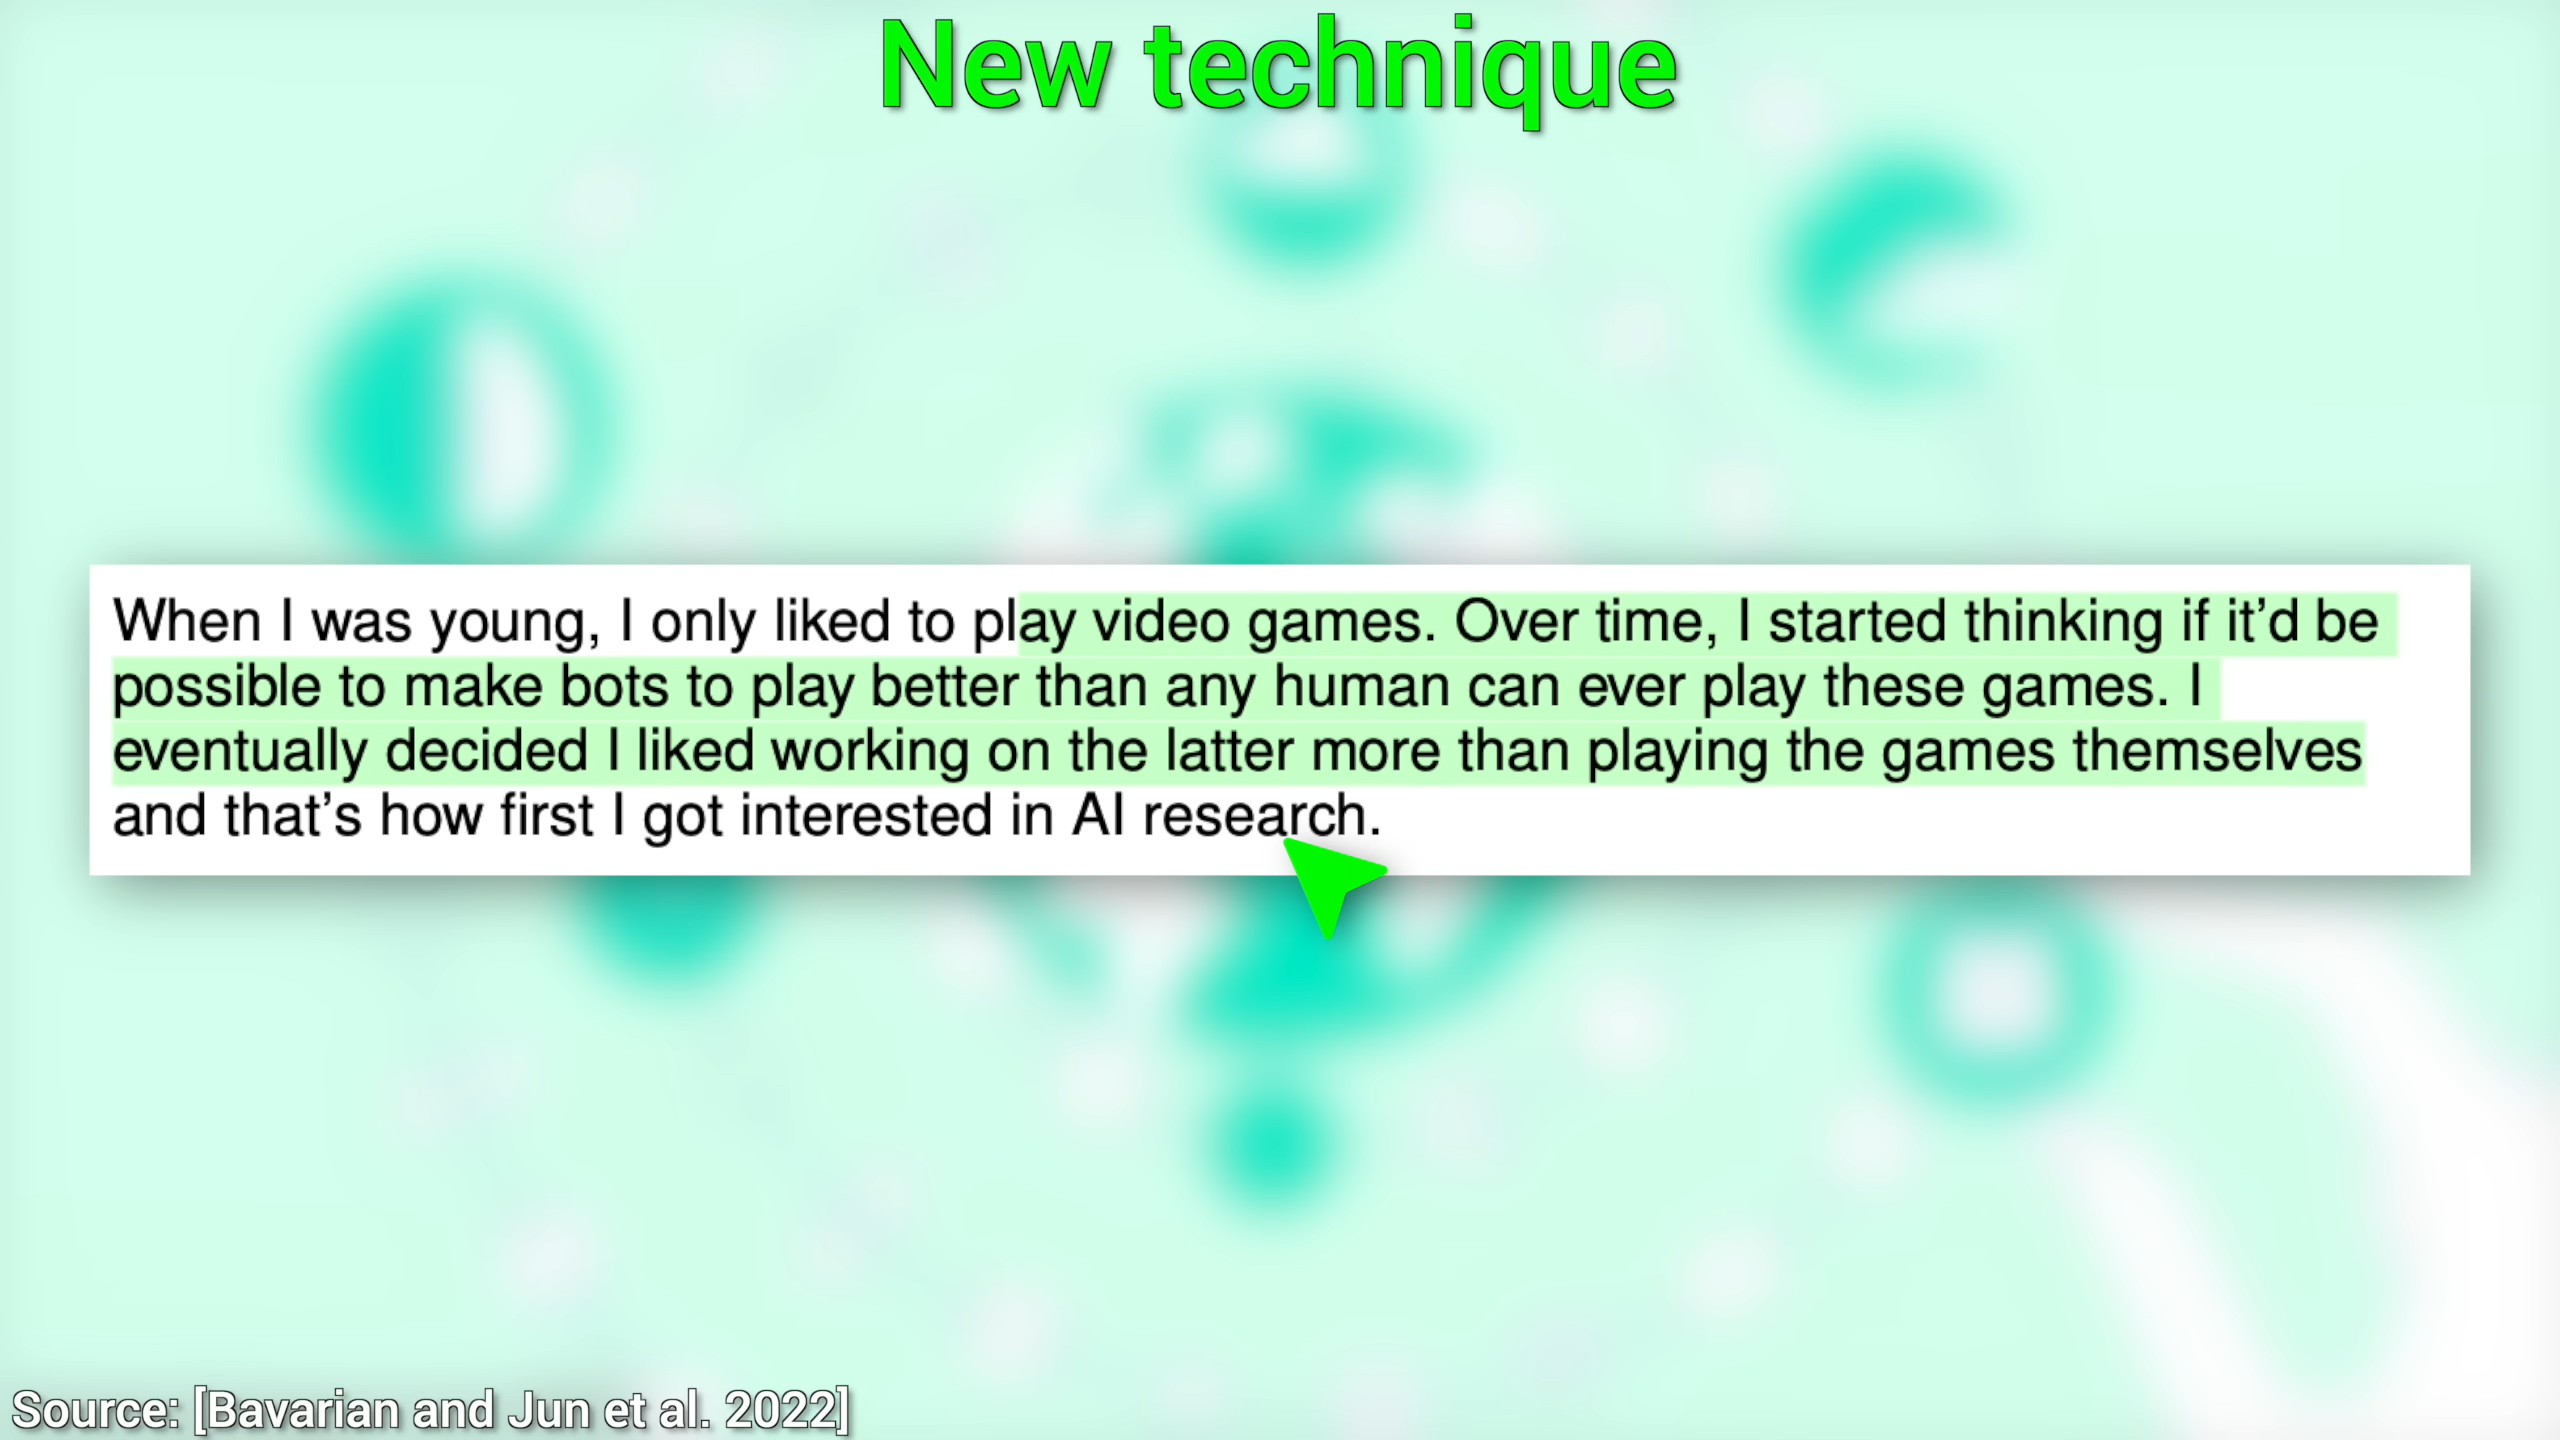 New technique
When I was young, I only liked to play video games. Over time, I started thinking if it’d be
possible to make bots to play better than any human can ever play these games. I
eventually decided I liked working on the latter more than playing the games themselves
and that’s how first I got interested in AI research.
Source: [Bavarian and Jun et al. 2022]